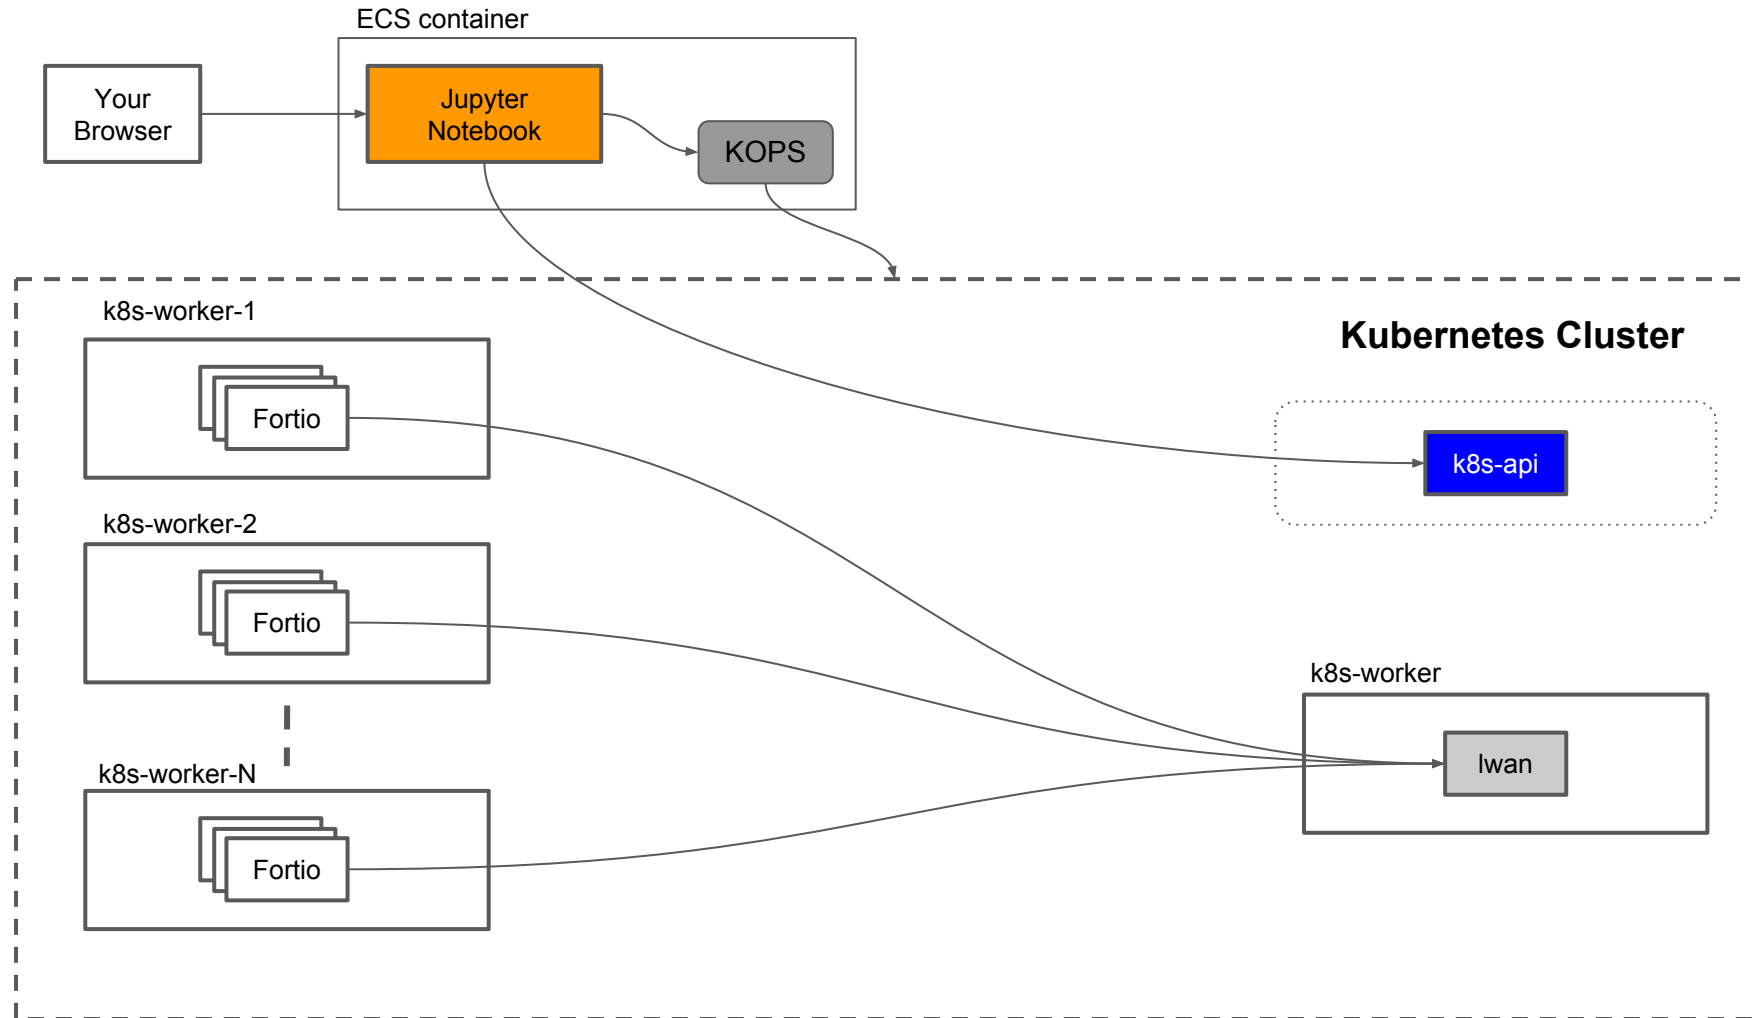 ECS container
Your
Browser
Jupyter
Notebook
KOPS
k8s-worker-1
Kubernetes Cluster
Fortio
k8s-api
k8s-worker-2
Fortio
k8s-worker
lwan
k8s-worker-N
Fortio